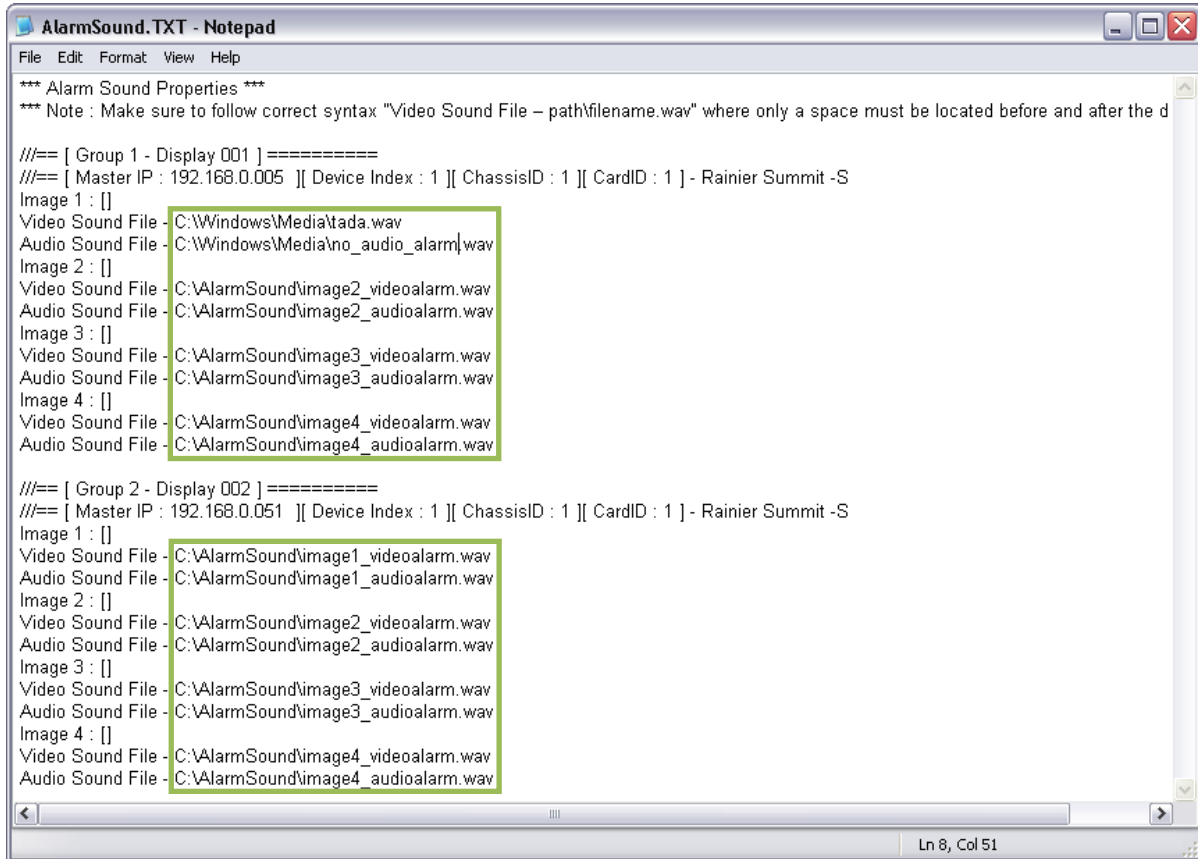 AlarmSound.TXT - Notepad
File Edit Format View Help
*** Alarm Sound Properties ***
*** Note : Make sure to follow correct syntax "Video Sound File – path\filename.wav" where only a space must be located before and after the d
///== [ Group 1 - Display 001 ] ==========
///== [ Master IP : 192.168.0.005 ][ Device Index : 1 ][ ChassisID : 1 ][ CardID : 1 ] - Rainier Summit -S
Image 1 : []
Video Sound File - C:\Windows\Media\tada.wav
Audio Sound File - C:\Windows\Media\no_audio_alarm.wav
Image 2 : []
Video Sound File - C:\AlarmSound\image2_videoalarm.wav
Audio Sound File - C:\AlarmSound\image2_audioalarm.wav
Image 3 : []
Video Sound File - C:\AlarmSound\image3_videoalarm.wav
Audio Sound File - C:\AlarmSound\image3_audioalarm.wav
Image 4 : []
Video Sound File - C:\AlarmSound\image4_videoalarm.wav
Audio Sound File - C:\AlarmSound\image4_audioalarm.wav
///== [ Group 2 - Display 002 ] ==========
///== [ Master IP : 192.168.0.051 ][ Device Index : 1 ][ ChassisID : 1 ][ CardID : 1 ] - Rainier Summit -S
Image 1 : []
Video Sound File - C:\AlarmSound\image1_videoalarm.wav
Audio Sound File - C:\AlarmSound\image1_audioalarm.wav
Image 2 : []
Video Sound File - C:\AlarmSound\image2_videoalarm.wav
Audio Sound File - C:\AlarmSound\image2_audioalarm.wav
Image 3 : []
Video Sound File - C:\AlarmSound\image3_videoalarm.wav
Audio Sound File - C:\AlarmSound\image3_audioalarm.wav
Image 4 : []
Video Sound File - C:\AlarmSound\image4_videoalarm.wav
Audio Sound File - C:\AlarmSound\image4_audioalarm.wav
Ln 8, Col 51